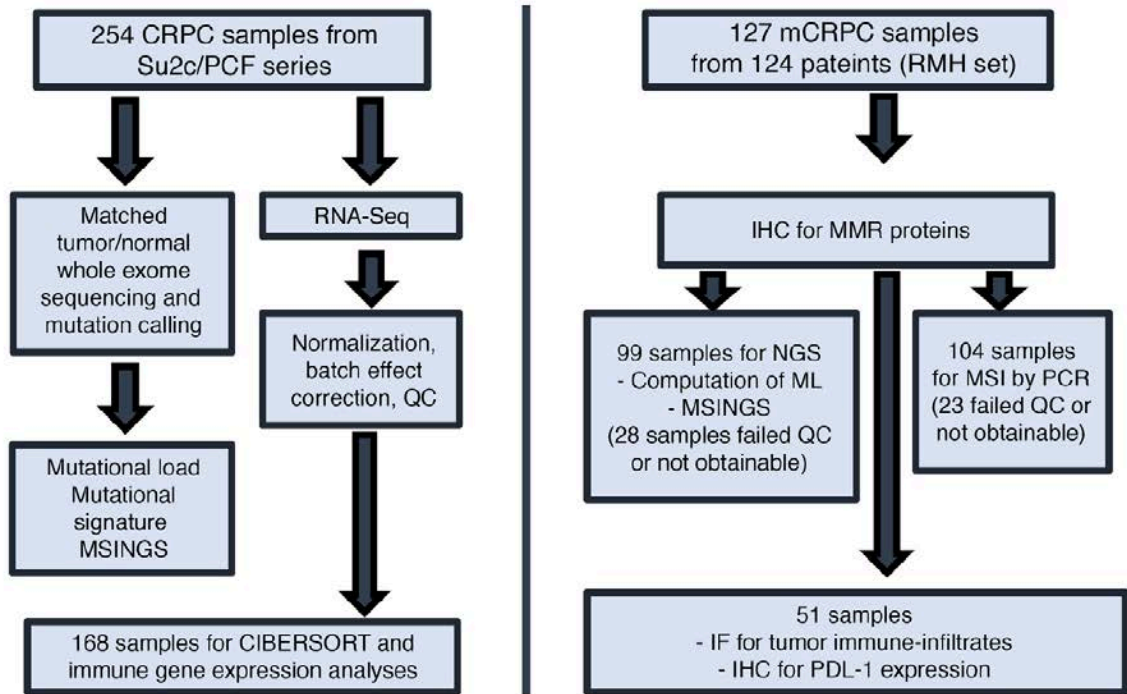 254 CRPC samples from
Su2c/PCF series
Matched
tumor/normal
whole exome
sequencing and
mutation calling
RNA-Seq
Normalization,
batch effect
correction, QC
Mutational load
Mutational
signature
MSINGS
168 samples for CIBERSORT and
immune gene expression analyses
127 mCRPC samples
from 124 pateints (RMH set)
IHC for MMR proteins
99 samples for NGS
- Computation of ML
- MSINGS
(28 samples failed QC
or not obtainable)
104 samples
for MSI by PCR
(23 failed QC or
not obtainable)
51 samples
- IF for tumor immune-infiltrates
- IHC for PDL-1 expression